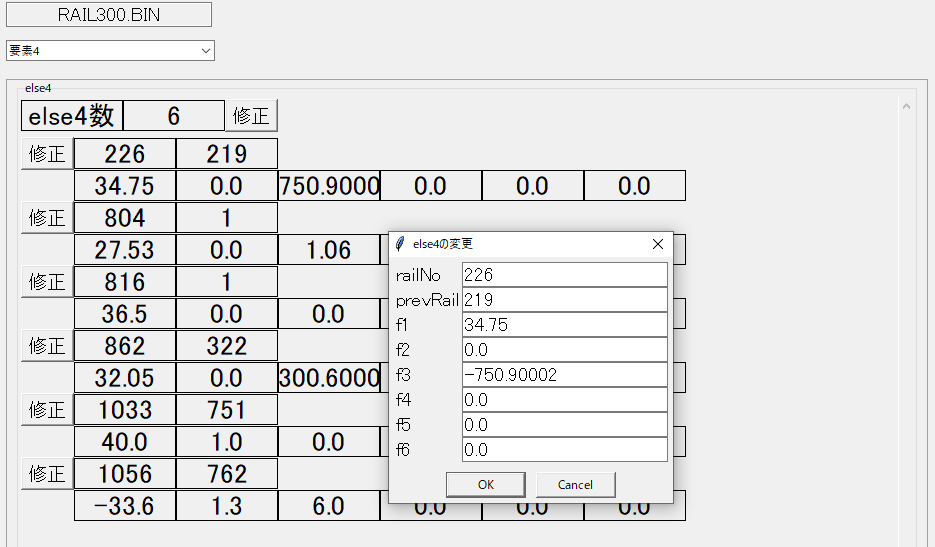 RAIL300.BIN
要素4
else4
else4数 6 修正
修正 226 219
34.75 0.0 750.9000 0.0 0.0 0.0
修正 804 1
27.53 0.0 1.06
修正 816 1
36.5 0.0 0.0
修正 862 322
32.05 0.0 300.6000
修正 1033 751
40.0 1.0 0.0
修正 1056 762
-33.6 1.3 6.0 0.0 0.0 0.0
else4の変更
railNo 226
prevRail 219
f1 34.75
f2 0.0
f3 -750.90002
f4 0.0
f5 0.0
f6 0.0
OK Cancel